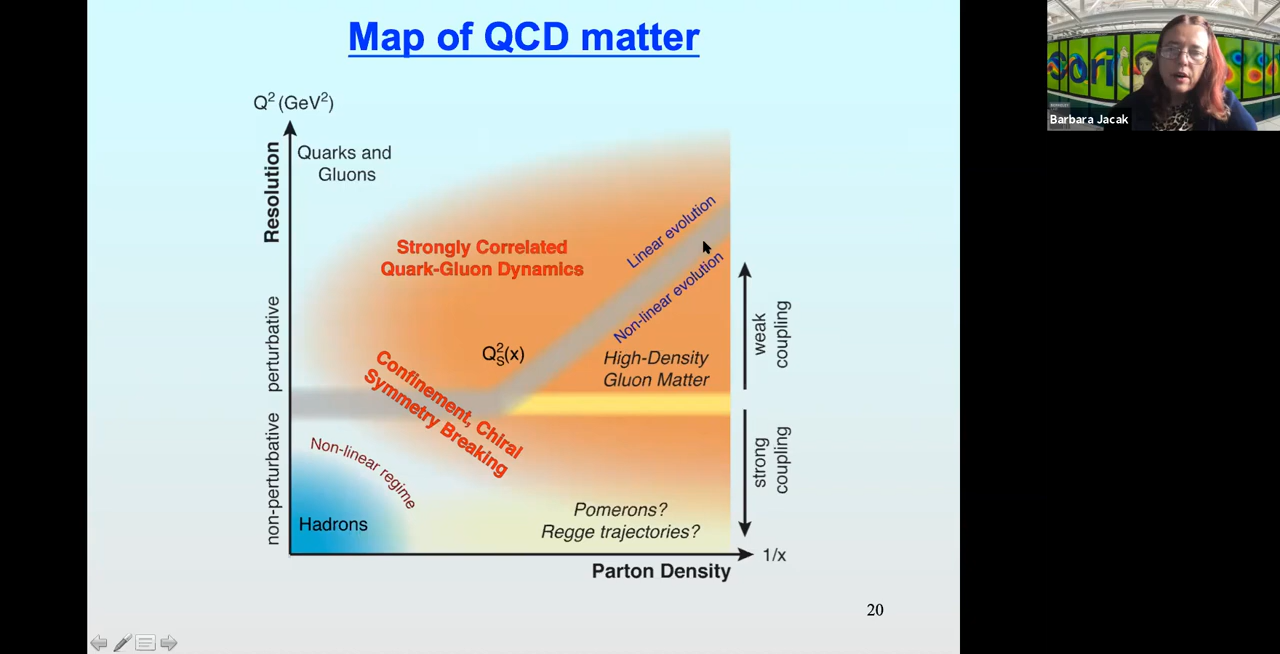 Map of QCD matter
Q² (GeV²)
Resolution
Quarks and
Gluons
Strongly Correlated
Quark-Gluon Dynamics
Linear evolution
Non-linear evolution
Q²S(x)
High-Density
Gluon Matter
Confinement, Chiral
Symmetry Breaking
perturbative
non-perturbative
weak
coupling
strong
coupling
Non-linear regime
Hadrons
Pomerons?
Regge trajectories?
1/x
Parton Density
20
cori
Barbara Jacak